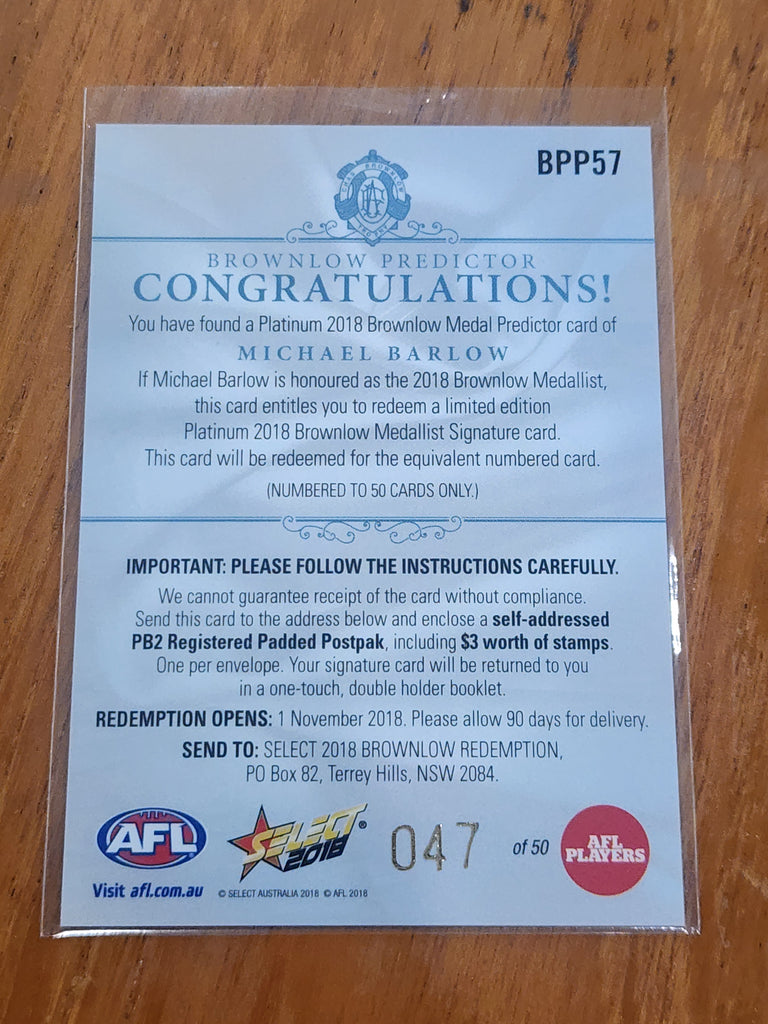 BPP57
BROWNLOW PREDICTOR
CONGRATULATIONS!
You have found a Platinum 2018 Brownlow Medal Predictor card of
MICHAEL BARLOW
If Michael Barlow is honoured as the 2018 Brownlow Medallist,
this card entitles you to redeem a limited edition
Platinum 2018 Brownlow Medallist Signature card.
This card will be redeemed for the equivalent numbered card.
(NUMBERED TO 50 CARDS ONLY.)
IMPORTANT: PLEASE FOLLOW THE INSTRUCTIONS CAREFULLY.
We cannot guarantee receipt of the card without compliance.
Send this card to the address below and enclose a self-addressed
PB2 Registered Padded Postpak, including $3 worth of stamps.
One per envelope. Your signature card will be returned to you
in a one-touch, double holder booklet.
REDEMPTION OPENS: 1 November 2018. Please allow 90 days for delivery.
SEND TO: SELECT 2018 BROWNLOW REDEMPTION,
PO Box 82, Terrey Hills, NSW 2084.
AFL
SELECT®
2018
047 of 50
AFL
PLAYERS
Visit afl.com.au
© SELECT AUSTRALIA 2018 © AFL 2018